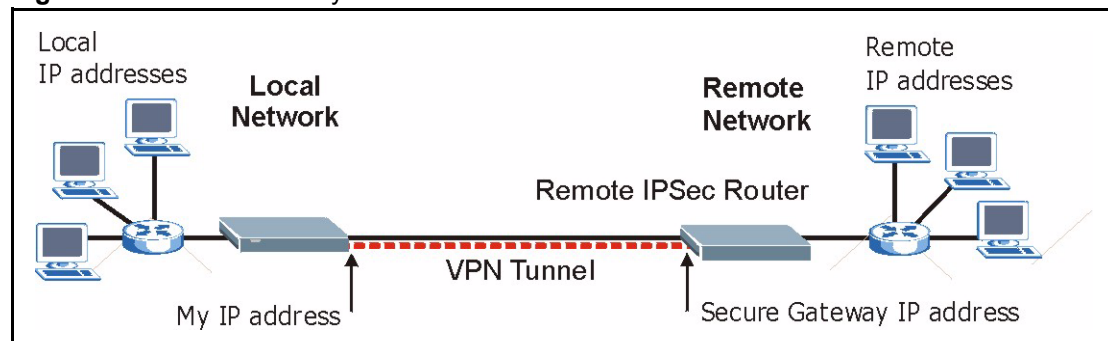 Local
IP addresses
Local
Network
Remote
Network
Remote
IP addresses
Remote IPSec Router
VPN Tunnel
My IP address
Secure Gateway IP address